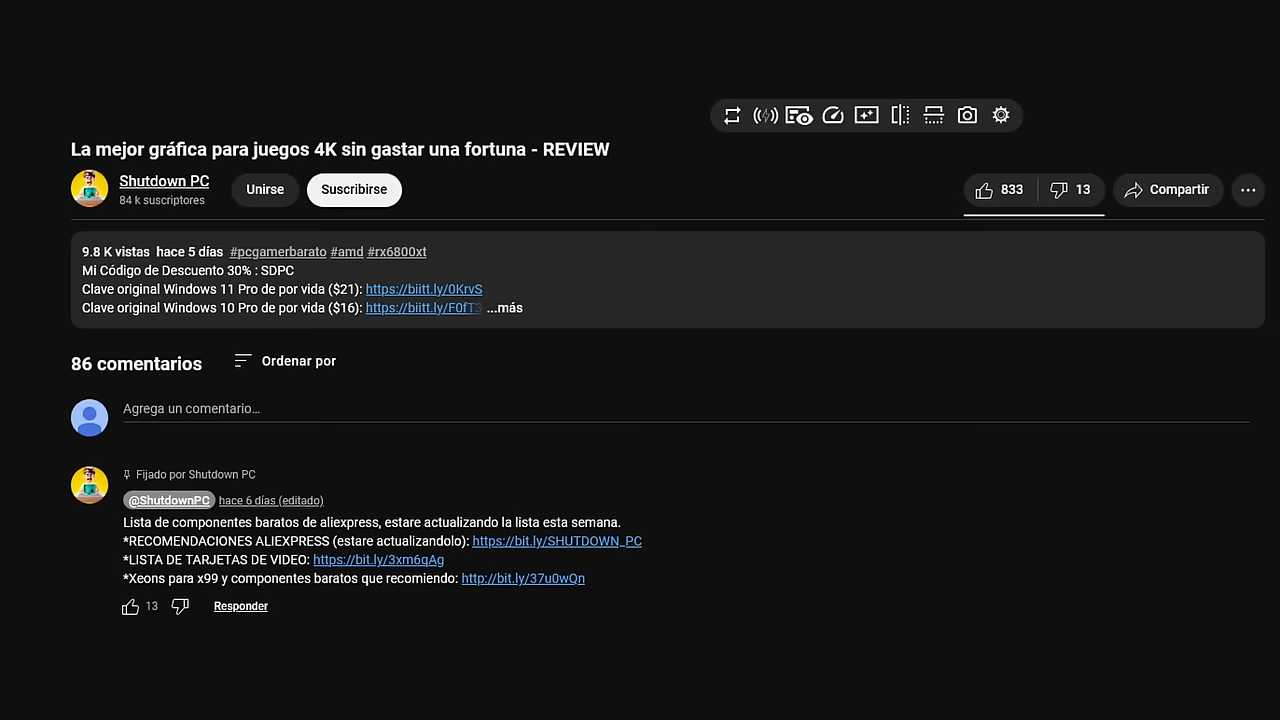 La mejor gráfica para juegos 4K sin gastar una fortuna - REVIEW
Shutdown PC
84 k suscriptores
Unirse
Suscribirse
833
13
Compartir
9.8 K vistas hace 5 días #pcgamerbarato #amd #rx6800xt
Mi Código de Descuento 30% : SDPC
Clave original Windows 11 Pro de por vida ($21): https://biitt.ly/0KrvS
Clave original Windows 10 Pro de por vida ($16): https://biitt.ly/F0fT3 ...más
86 comentarios
Ordenar por
Agrega un comentario...
Fijado por Shutdown PC
@ShutdownPC hace 6 días (editado)
Lista de componentes baratos de aliexpress, estare actualizando la lista esta semana.
*RECOMENDACIONES ALIEXPRESS (estare actualizandolo): https://bit.ly/SHUTDOWN_PC
*LISTA DE TARJETAS DE VIDEO: https://bit.ly/3xm6qAg
*Xeons para x99 y componentes baratos que recomiendo: http://bit.ly/37u0wQn
13
Responder